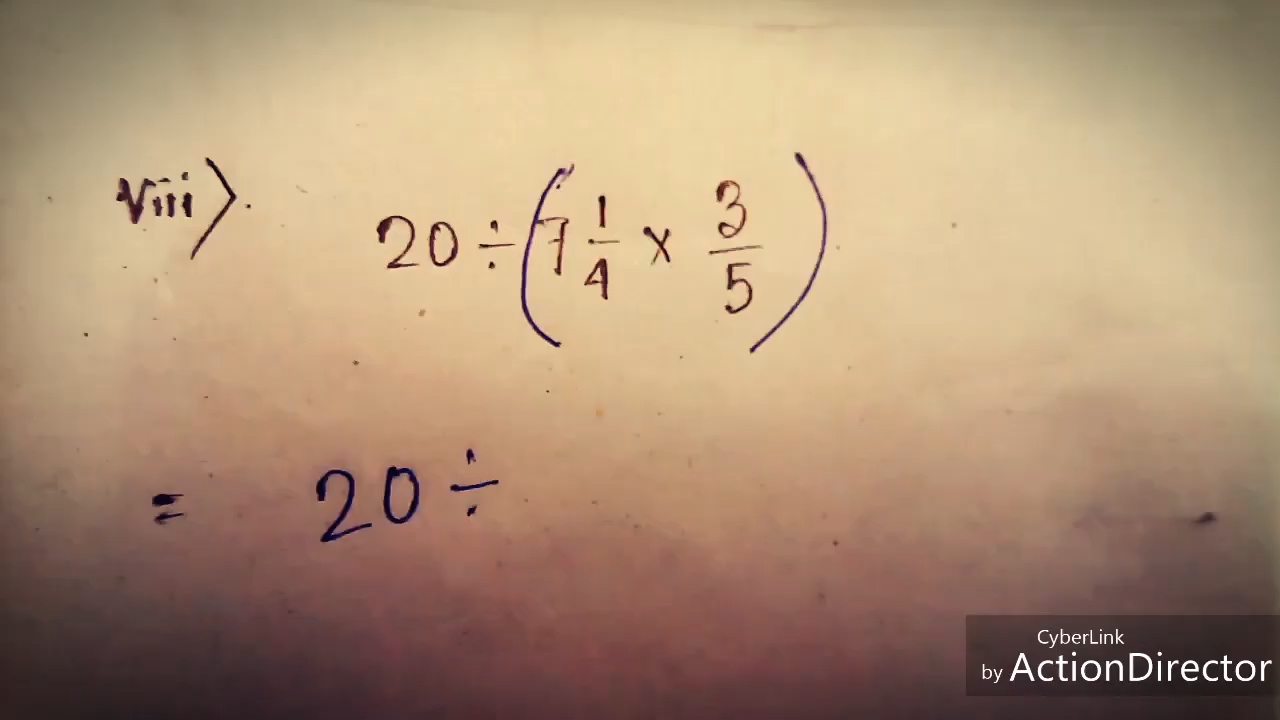 viii⟩. 20 ÷ (7 1/4 × 3/5)
= 20 ÷
CyberLink
by ActionDirector